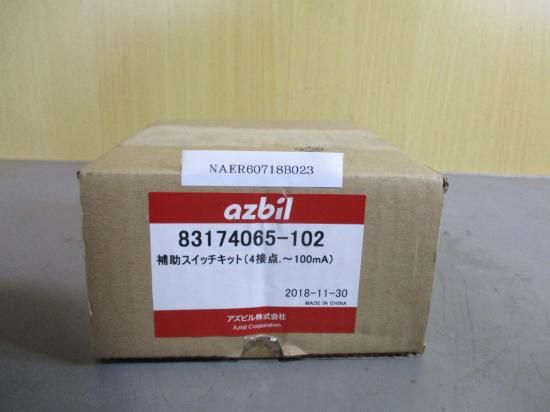 NAER60718B023
azbil
83174065-102
補助スイッチキット(4接点.~100mA)
2018-11-30
MADE IN CHINA
アズビル株式会社
Azbil Corporation